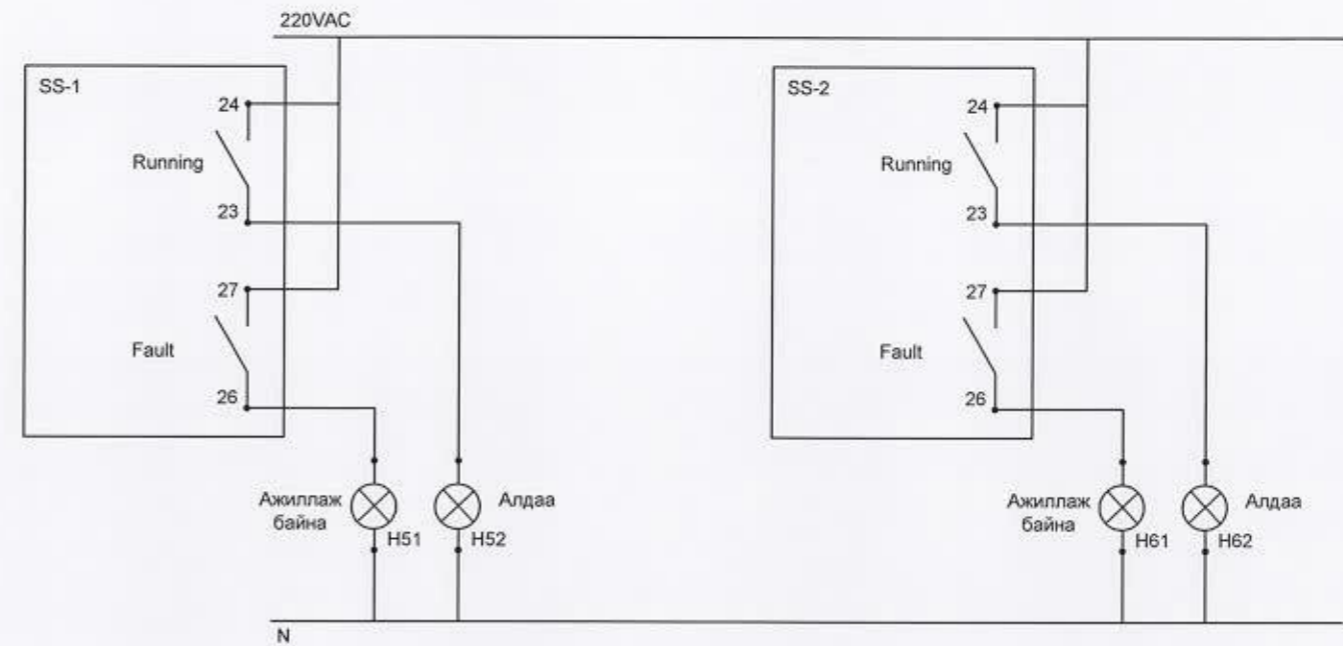 220VAC
SS-1
24
Running
23
27
Fault
26
Ажиллаж
байна
H51
H52
Алдаа
SS-2
24
Running
23
27
Fault
26
Ажиллаж
байна
H61
H62
Алдаа
N